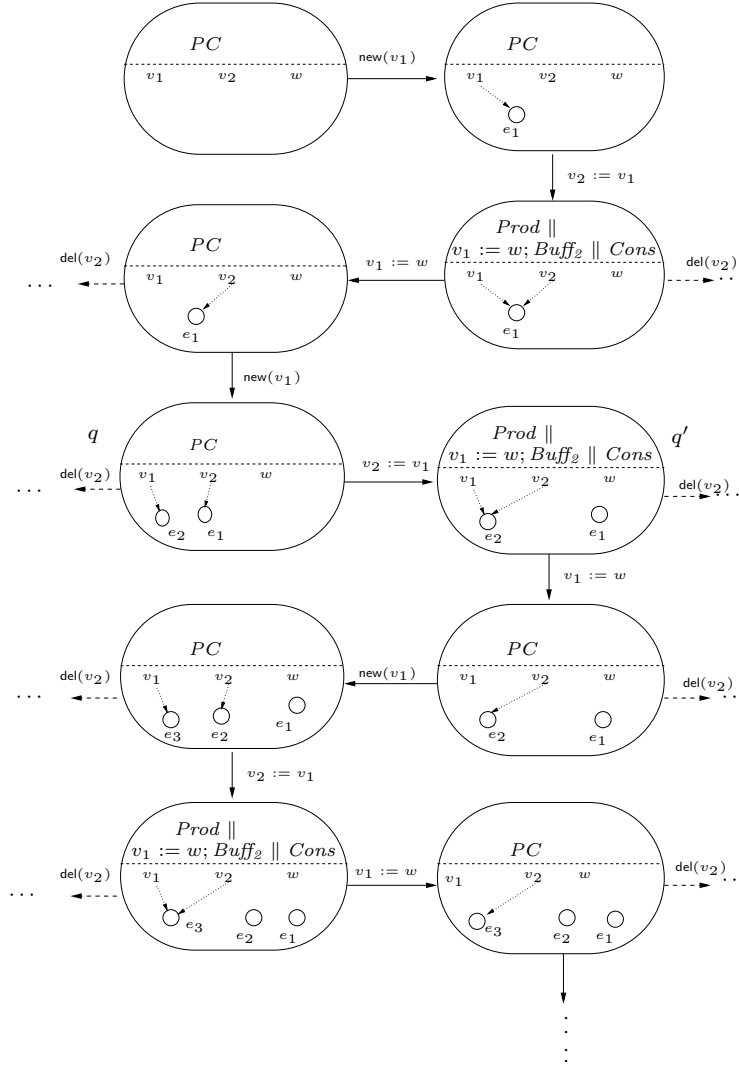 PC
v₁ v₂ w
new(v₁)
PC
v₁ v₂ w
e₁
v₂ := v₁
del(v₂)
...
PC
v₁ v₂ w
e₁
v₁ := w
Prod ∥
v₁ := w; Buff₂ ∥ Cons
v₁ v₂ w
e₁
del(v₂)
..
new(v₁)
q
del(v₂)
...
PC
v₁ v₂ w
e₂ e₁
v₂ := v₁
Prod ∥
v₁ := w; Buff₂ ∥ Cons
v₁ v₂ w
e₂ e₁
q′
del(v₂)
...
v₁ := w
del(v₂)
...
PC
v₁ v₂ w
e₃ e₂ e₁
new(v₁)
PC
v₁ v₂ w
e₂ e₁
del(v₂)
..
v₂ := v₁
del(v₂)
...
Prod ∥
v₁ := w; Buff₂ ∥ Cons
v₁ v₂ w
e₃ e₂ e₁
v₁ := w
PC
v₁ v₂ w
e₃ e₂ e₁
del(v₂)
..